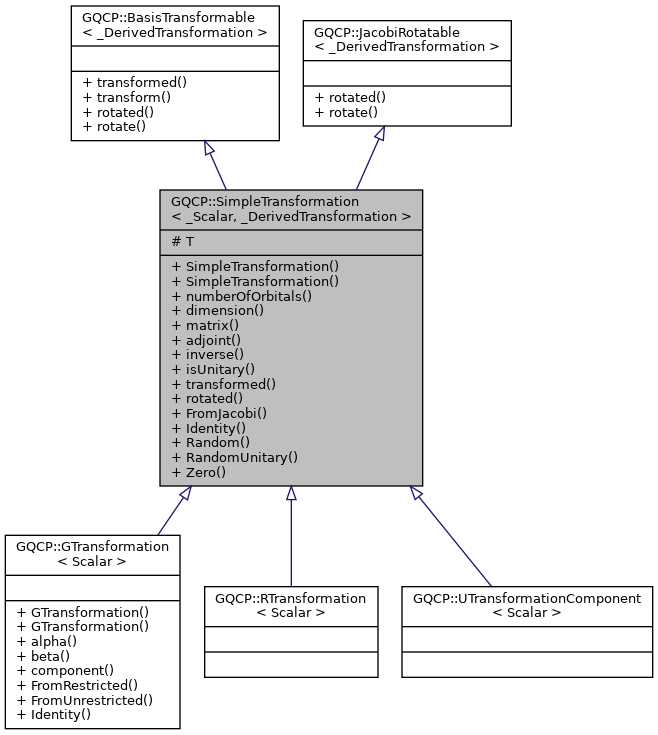 GQCP::BasisTransformable
< _DerivedTransformation >
+ transformed()
+ transform()
+ rotated()
+ rotate()
GQCP::JacobiRotatable
< _DerivedTransformation >
+ rotated()
+ rotate()
GQCP::SimpleTransformation
< _Scalar, _DerivedTransformation >
# T
+ SimpleTransformation()
+ SimpleTransformation()
+ numberOfOrbitals()
+ dimension()
+ matrix()
+ adjoint()
+ inverse()
+ isUnitary()
+ transformed()
+ rotated()
+ FromJacobi()
+ Identity()
+ Random()
+ RandomUnitary()
+ Zero()
GQCP::GTransformation
< Scalar >
+ GTransformation()
+ GTransformation()
+ alpha()
+ beta()
+ component()
+ FromRestricted()
+ FromUnrestricted()
+ Identity()
GQCP::RTransformation
< Scalar >
GQCP::UTransformationComponent
< Scalar >